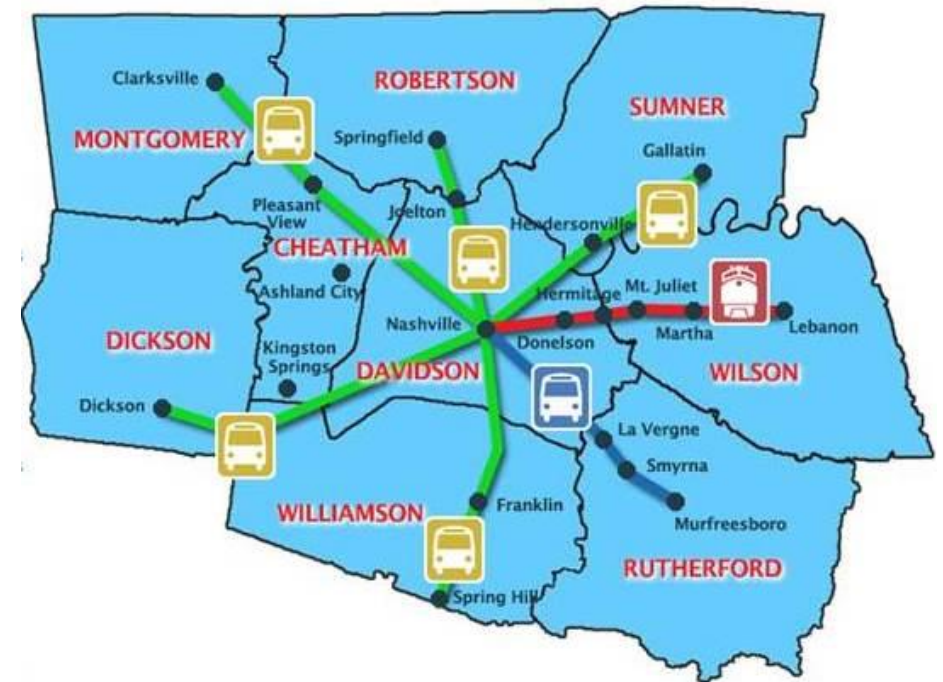 Clarksville
ROBERTSON
SUMNER
MONTGOMERY
Springfield
Gallatin
Pleasant
View
Joelton
Hendersonville
CHEATHAM
Ashland City
Hermitage
Mt. Juliet
Nashville
Donelson
Martha
Lebanon
DICKSON
Kingston
Springs
DAVIDSON
WILSON
Dickson
La Vergne
Smyrna
WILLIAMSON
Franklin
Murfreesboro
RUTHERFORD
Spring Hill